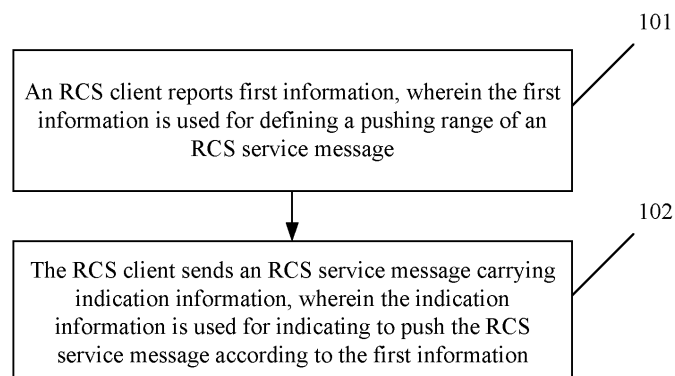 101
An RCS client reports first information, wherein the first
information is used for defining a pushing range of an
RCS service message
102
The RCS client sends an RCS service message carrying
indication information, wherein the indication
information is used for indicating to push the RCS
service message according to the first information